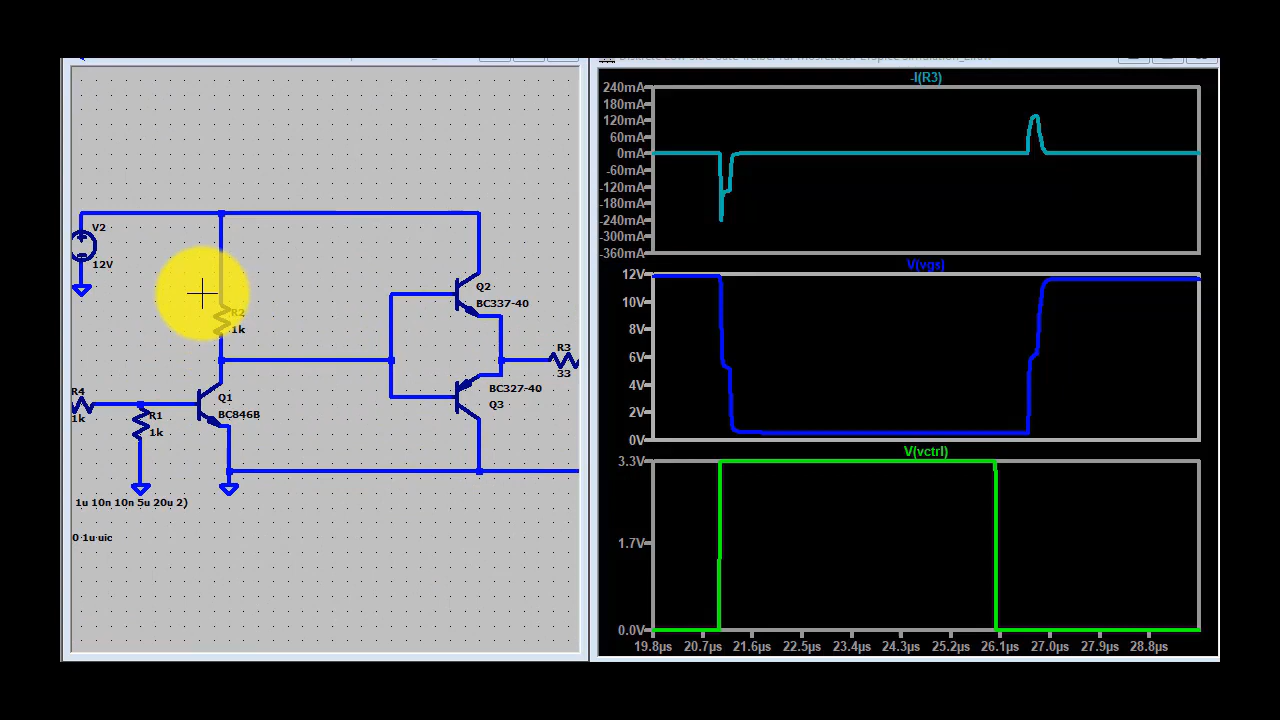 V2
12V
R2
1k
Q2
BC337-40
R3
33
BC327-40
Q3
R4
1k
R1
1k
Q1
BC846B
1u 10n 10n 5u 20u 2)
0 1u uic
-I(R3)
240mA
180mA
120mA
60mA
0mA
-60mA
-120mA
-180mA
-240mA
-300mA
-360mA
V(vgs)
12V
10V
8V
6V
4V
2V
0V
V(vctrl)
3.3V
1.7V
0.0V
19.8µs 20.7µs 21.6µs 22.5µs 23.4µs 24.3µs 25.2µs 26.1µs 27.0µs 27.9µs 28.8µs